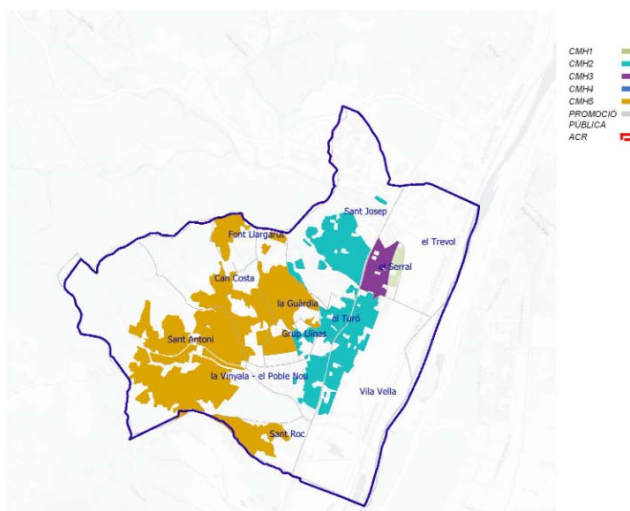 CMH1
CMH2
CMH3
CMH4
CMH5
PROMOCIÓ
PÚBLICA
ACR
Sant Josep
el Trevol
Font Llargarut
el Serral
Can Costa
la Guàrdia
el Turó
Grup Llinas
Sant Antoni
la Vinyala - el Poble Nou
Vila Vella
Sant Roc